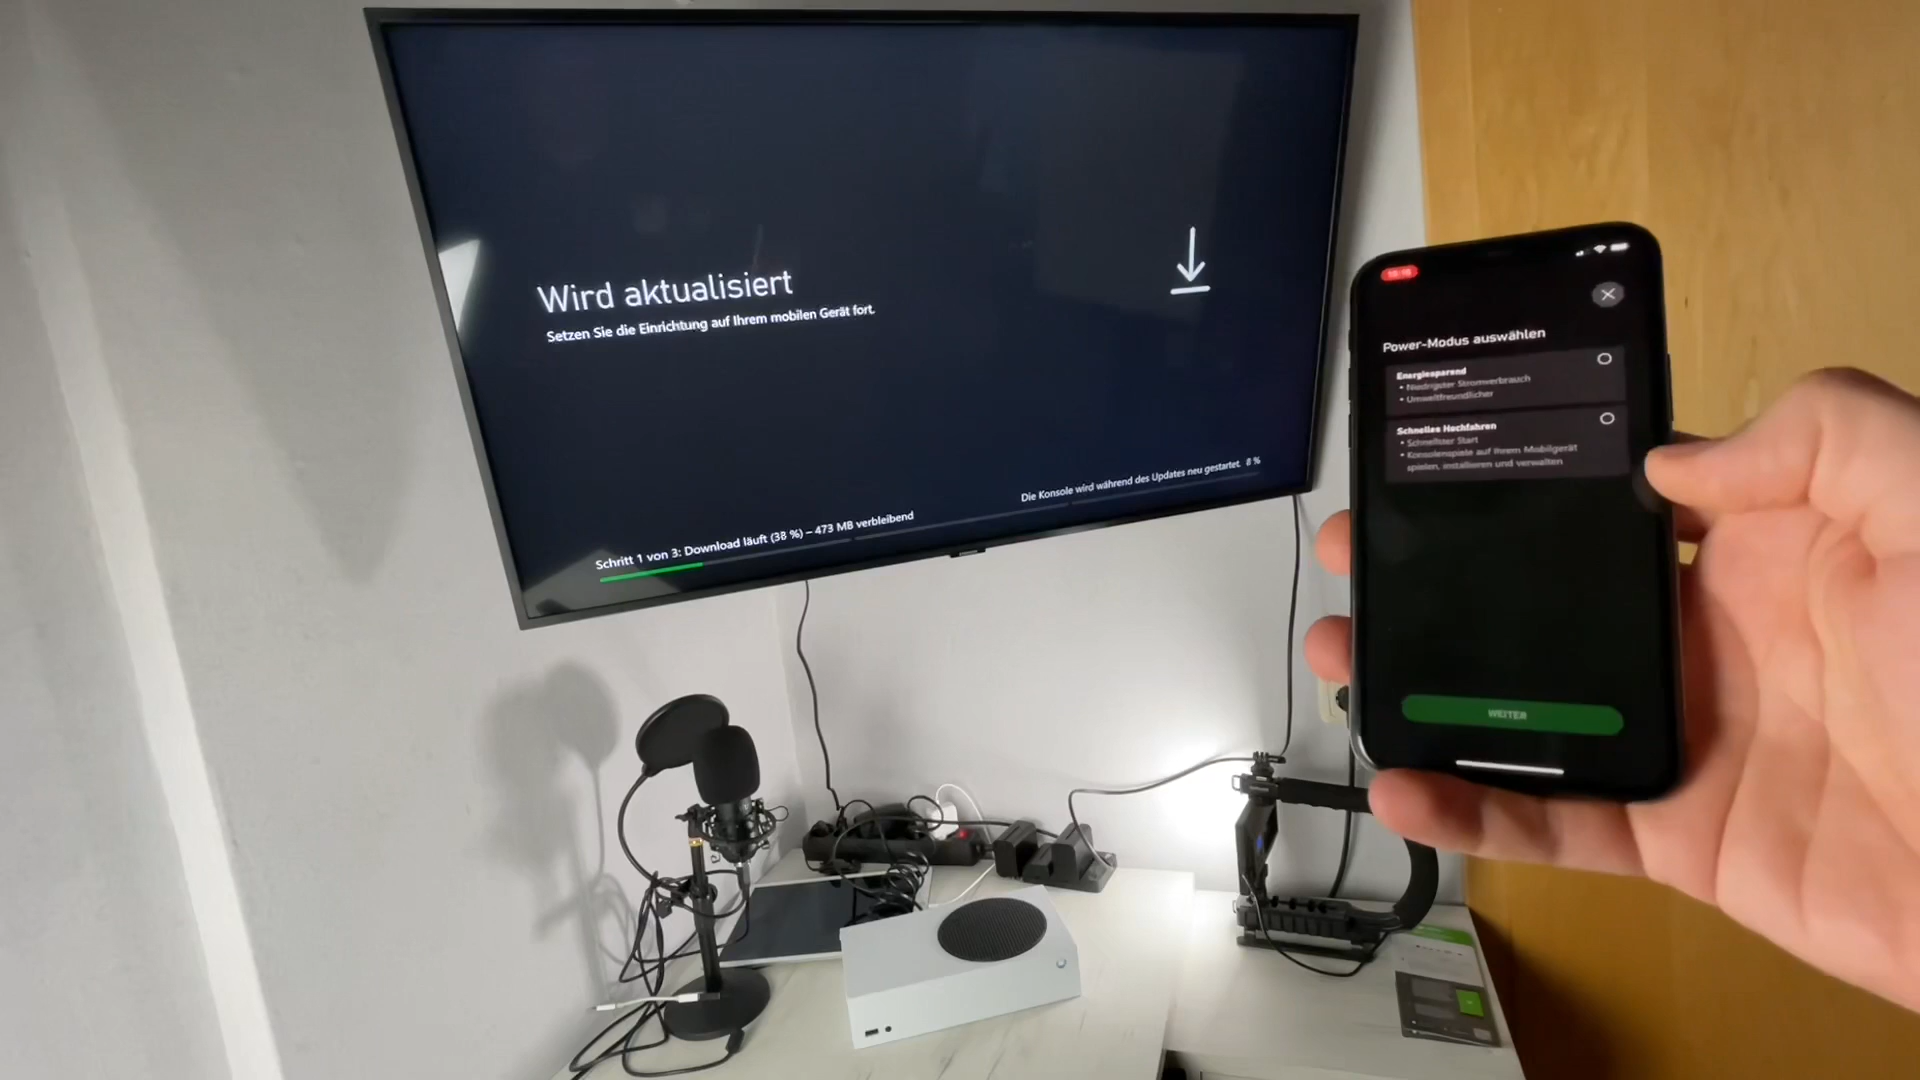 Wird aktualisiert
Setzen Sie die Einrichtung auf Ihrem mobilen Gerät fort.
Schritt 1 von 3: Download läuft (38 %) – 473 MB verbleibend
Die Konsole wird während des Updates neu gestartet. 8 %
Power-Modus auswählen
Energiesparend
• Niedrigster Stromverbrauch
• Umweltfreundlicher
Schnelles Hochfahren
• Schnellster Start
• Konsolenspiele auf Ihrem Mobilgerät
spielen, installieren und verwalten
WEITER